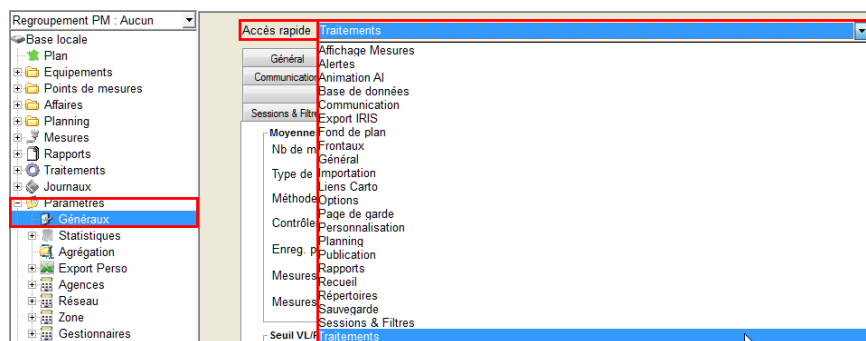 Regroupement PM : Aucun
Base locale
Plan
Equipements
Points de mesures
Affaires
Planning
Mesures
Rapports
Traitements
Journaux
Paramètres
Généraux
Statistiques
Agrégation
Export Perso
Agences
Réseau
Zone
Gestionnaires
Accès rapide Traitements
Général
Communication
Sessions & Filtre
Moyenne
Nb de m
Type de
Méthode
Contrôle
Enreg. p
Mesures
Mesures
Seuil VL/
Affichage Mesures
Alertes
Animation AI
Base de données
Communication
Export IRIS
Fond de plan
Frontaux
Général
Importation
Liens Carto
Options
Page de garde
Personnalisation
Planning
Publication
Rapports
Recueil
Répertoires
Sauvegarde
Sessions & Filtres
Traitements